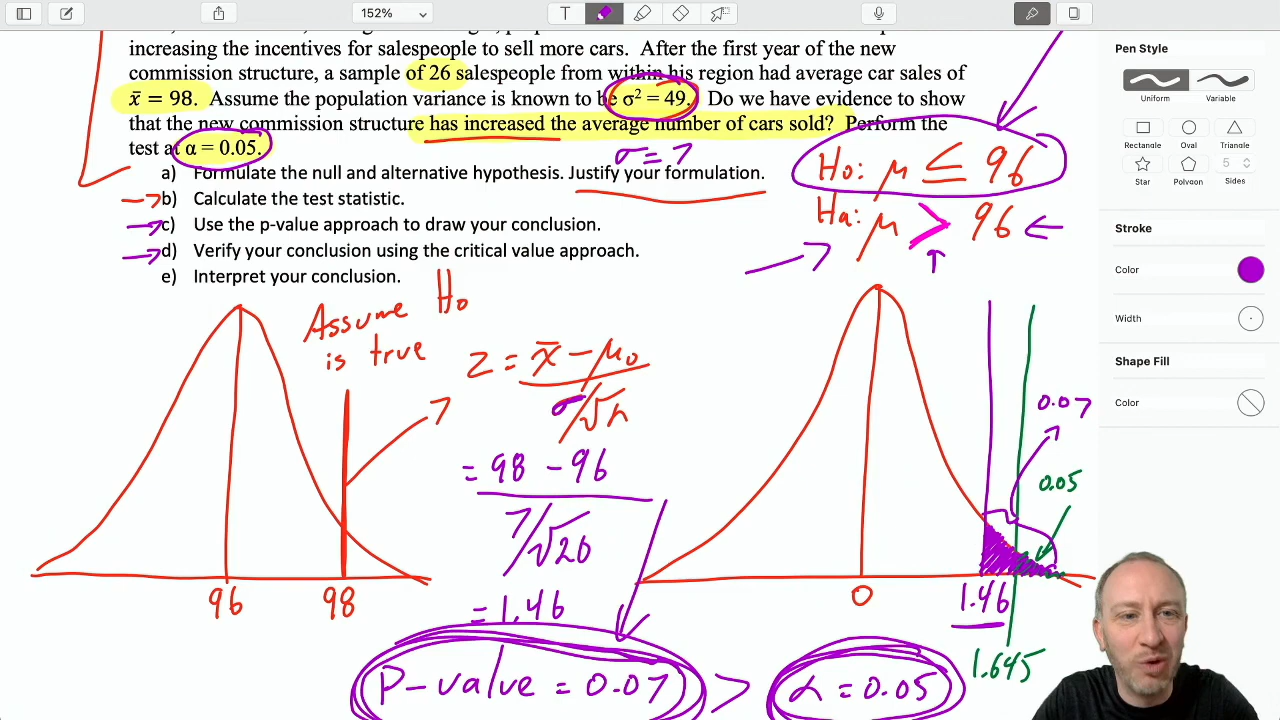 152%
T
increasing the incentives for salespeople to sell more cars. After the first year of the new
commission structure, a sample of 26 salespeople from within his region had average car sales of
x̄ = 98. Assume the population variance is known to be σ² = 49. Do we have evidence to show
that the new commission structure has increased the average number of cars sold? Perform the
test at α = 0.05.
σ = 7
a) Formulate the null and alternative hypothesis. Justify your formulation.
b) Calculate the test statistic.
c) Use the p-value approach to draw your conclusion.
d) Verify your conclusion using the critical value approach.
e) Interpret your conclusion.
Ho: μ ≤ 96
Ha: μ > 96
Assume Ho
is true
96
98
z = x̄ - μ₀
σ/√n
= 98 - 96
7/√26
= 1.46
0
1.46
1.645
0.07
0.05
P-value = 0.07 > α = 0.05
Pen Style
Uniform
Variable
Rectangle
Oval
Triangle
Star
Polygon
5
Sides
Stroke
Color
Width
Shape Fill
Color